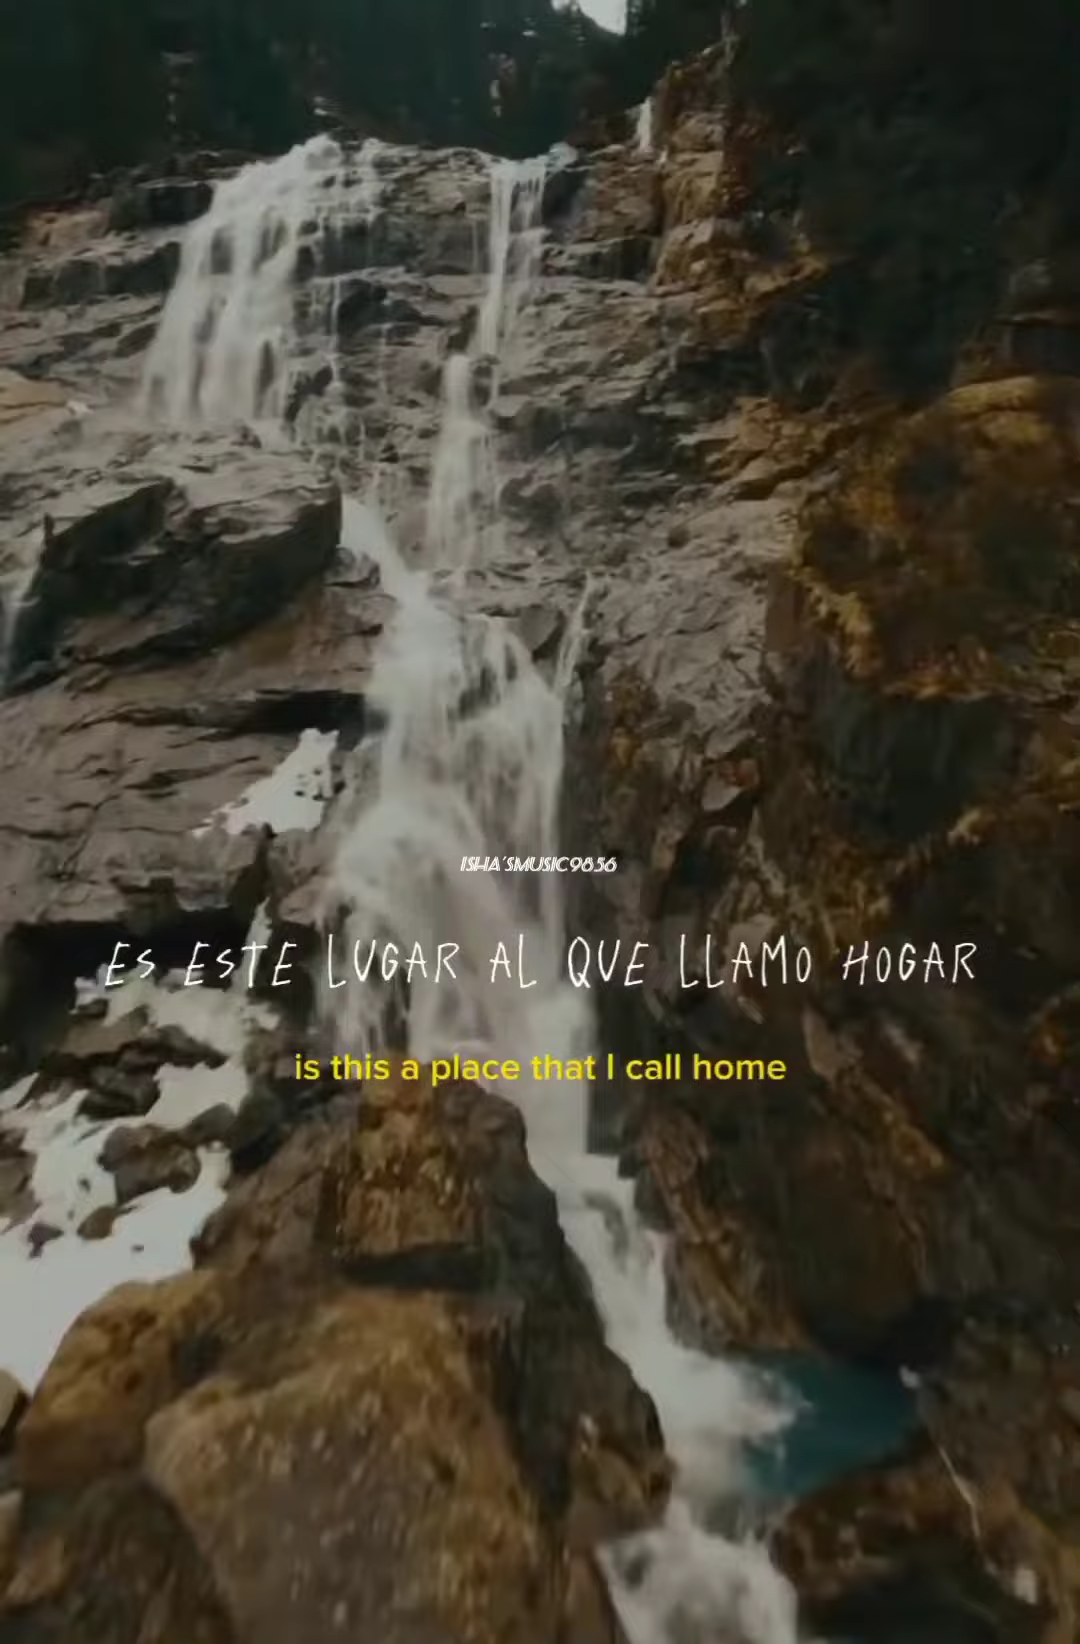 ISHA'SMUSIC9856
ES ESTE LUGAR AL QUE LLAMO HOGAR
is this a place that I call home